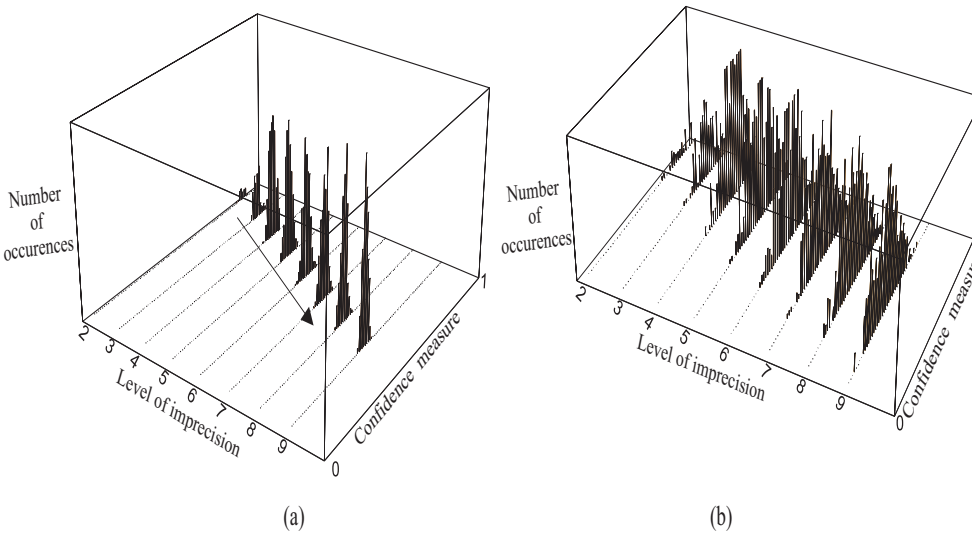 Number
of
occurences
2
3
4
5
6
7
8
9
Level of imprecision
0
1
Confidence measure
(a)
Number
of
occurences
2
3
4
5
6
7
8
9
Level of imprecision
0
1
Confidence measure
(b)